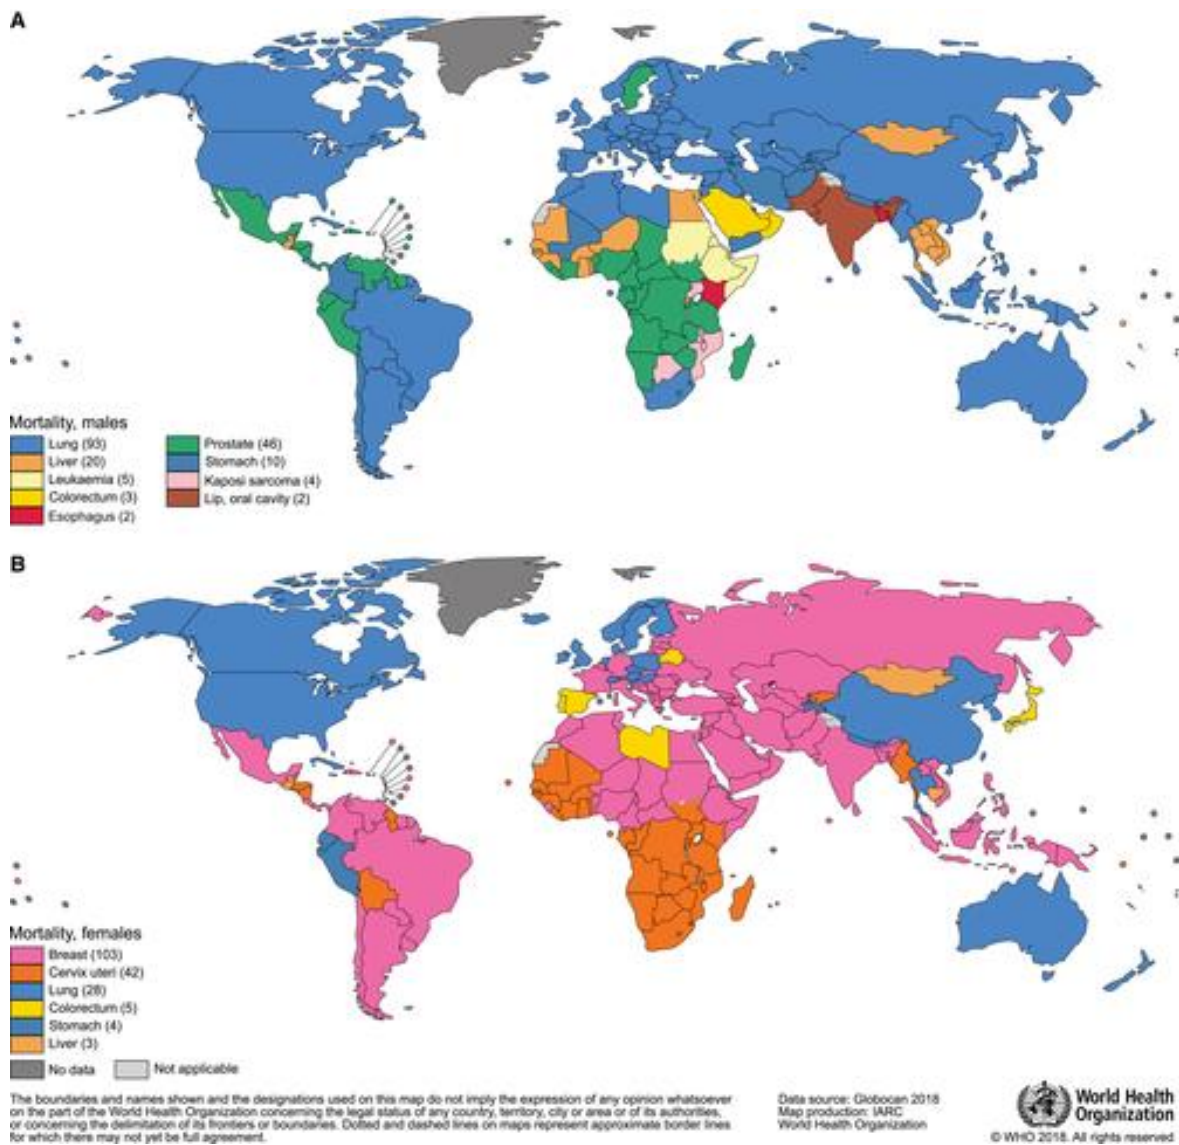 A
Mortality, males
Lung (93)
Liver (20)
Leukaemia (5)
Colorectum (3)
Esophagus (2)
Prostate (46)
Stomach (10)
Kaposi sarcoma (4)
Lip, oral cavity (2)
B
Mortality, females
Breast (103)
Cervix uteri (42)
Lung (28)
Colorectum (5)
Stomach (4)
Liver (3)
No data
Not applicable
The boundaries and names shown and the designations used on this map do not imply the expression of any opinion whatsoever
on the part of the World Health Organization concerning the legal status of any country, territory, city or area or of its authorities,
or concerning the delimitation of its frontiers or boundaries. Dotted and dashed lines on maps represent approximate border lines
for which there may not yet be full agreement.
Data source: Globocan 2018
Map production: IARC
World Health Organization
World Health
Organization
© WHO 2018. All rights reserved